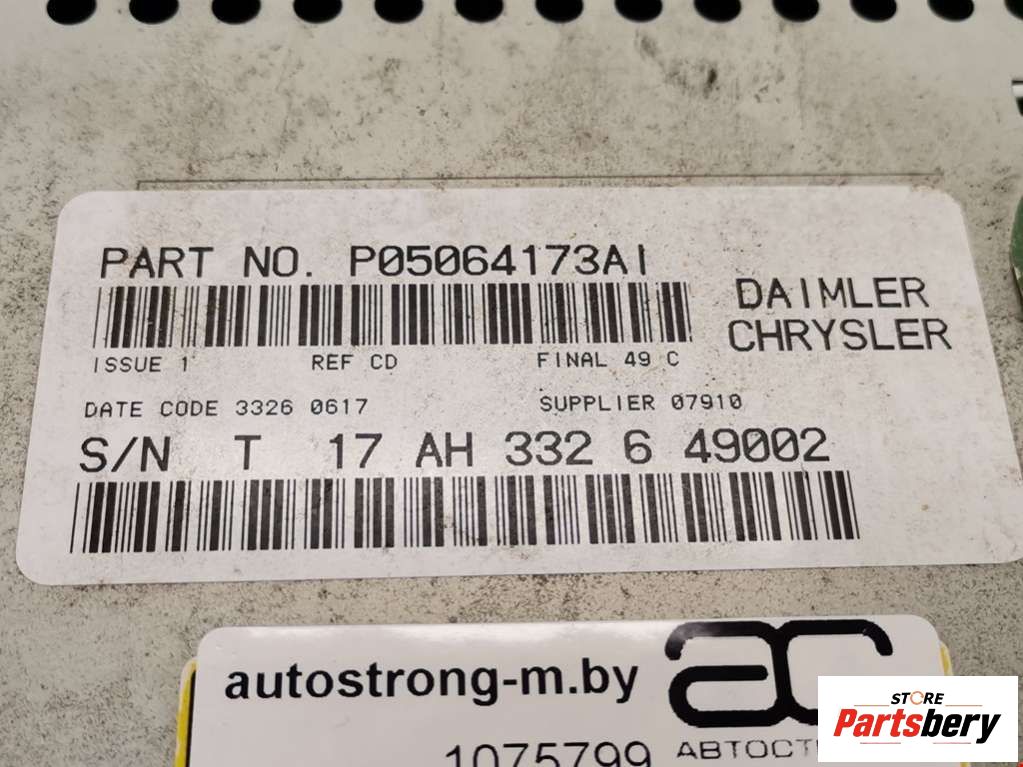 PART NO. P05064173AI
DAIMLER
CHRYSLER
ISSUE 1 REF CD FINAL 49 C
DATE CODE 3326 0617 SUPPLIER 07910
S/N T 17 AH 332 6 49002
autostrong-m.by
ac
1075799
STORE
Partsbery